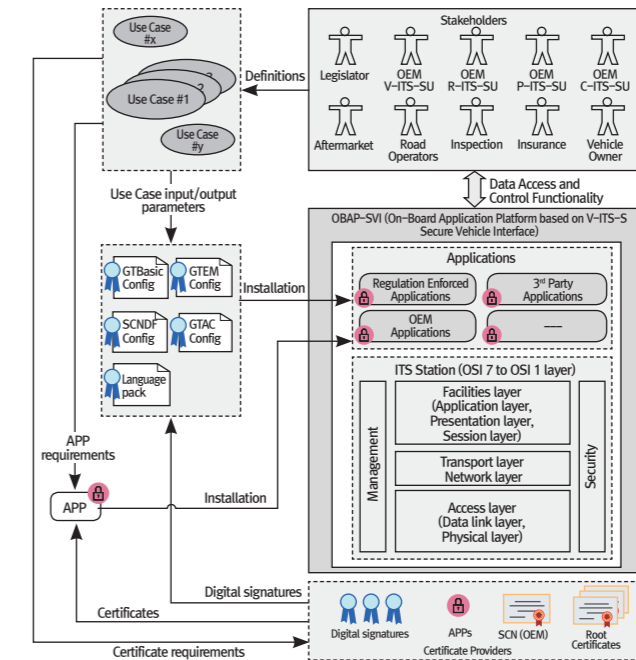 Use Case
#x
2
Use Case #1
Use Case
#y
Definitions
Stakeholders
Legislator
OEM
V-ITS-SU
OEM
R-ITS-SU
OEM
P-ITS-SU
OEM
C-ITS-SU
Aftermarket
Road
Operators
Inspection
Insurance
Vehicle
Owner
Use Case input/output
parameters
Data Access and
Control Functionality
OBAP-SVI (On-Board Application Platform based on V-ITS-S
Secure Vehicle Interface)
Applications
Regulation Enforced
Applications
3rd Party
Applications
OEM
Applications
---
GTBasic
Config
GTEM
Config
SCNDF
Config
GTAC
Config
Language
pack
Installation
ITS Station (OSI 7 to OSI 1 layer)
Management
Facilities layer
(Application layer,
Presentation layer,
Session layer)
Transport layer
Network layer
Access layer
(Data link layer,
Physical layer)
Security
APP
requirements
APP
Installation
Digital signatures
Certificates
Certificate requirements
Digital signatures
APPs
SCN (OEM)
Root
Certificates
Certificate Providers